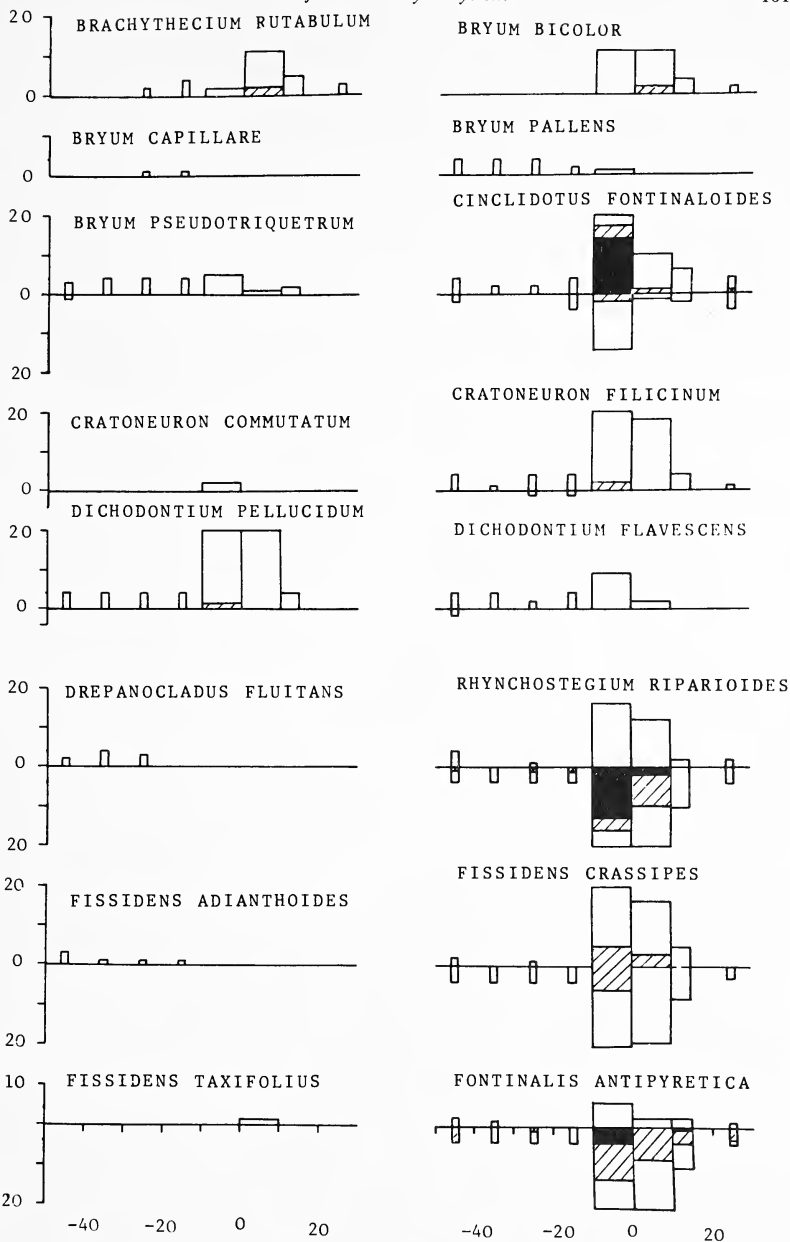 20 BRACHYTHECIUM RUTABULUM BRYUM BICOLOR
0
BRYUM CAPILLARE BRYUM PALLENS
0
20 BRYUM PSEUDOTRIQUETRUM CINCLIDOTUS FONTINALOIDES
0
20
20 CRATONEURON COMMUTATUM CRATONEURON FILICINUM
0
20 DICHODONTIUM PELLUCIDUM DICHODONTIUM FLAVESCENS
0
20 DREPANOCLADUS FLUITANS RHYNCHOSTEGIUM RIPARIOIDES
0
20
20 FISSIDENS ADIANTHOIDES FISSIDENS CRASSIPES
0
20
10 FISSIDENS TAXIFOLIUS FONTINALIS ANTIPYRETICA
20
-40 -20 0 20 -40 -20 0 20